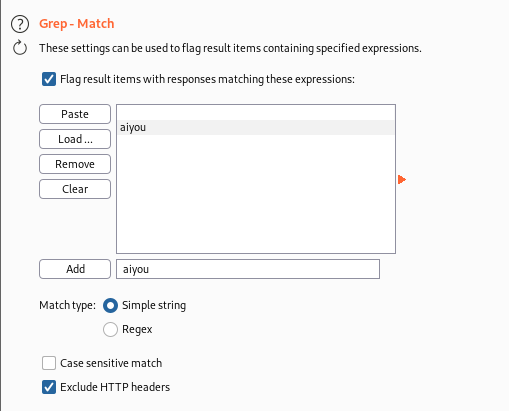 Grep - Match
These settings can be used to flag result items containing specified expressions.
Flag result items with responses matching these expressions:
Paste
Load ...
Remove
Clear
aiyou
Add
aiyou
Match type:
Simple string
Regex
Case sensitive match
Exclude HTTP headers